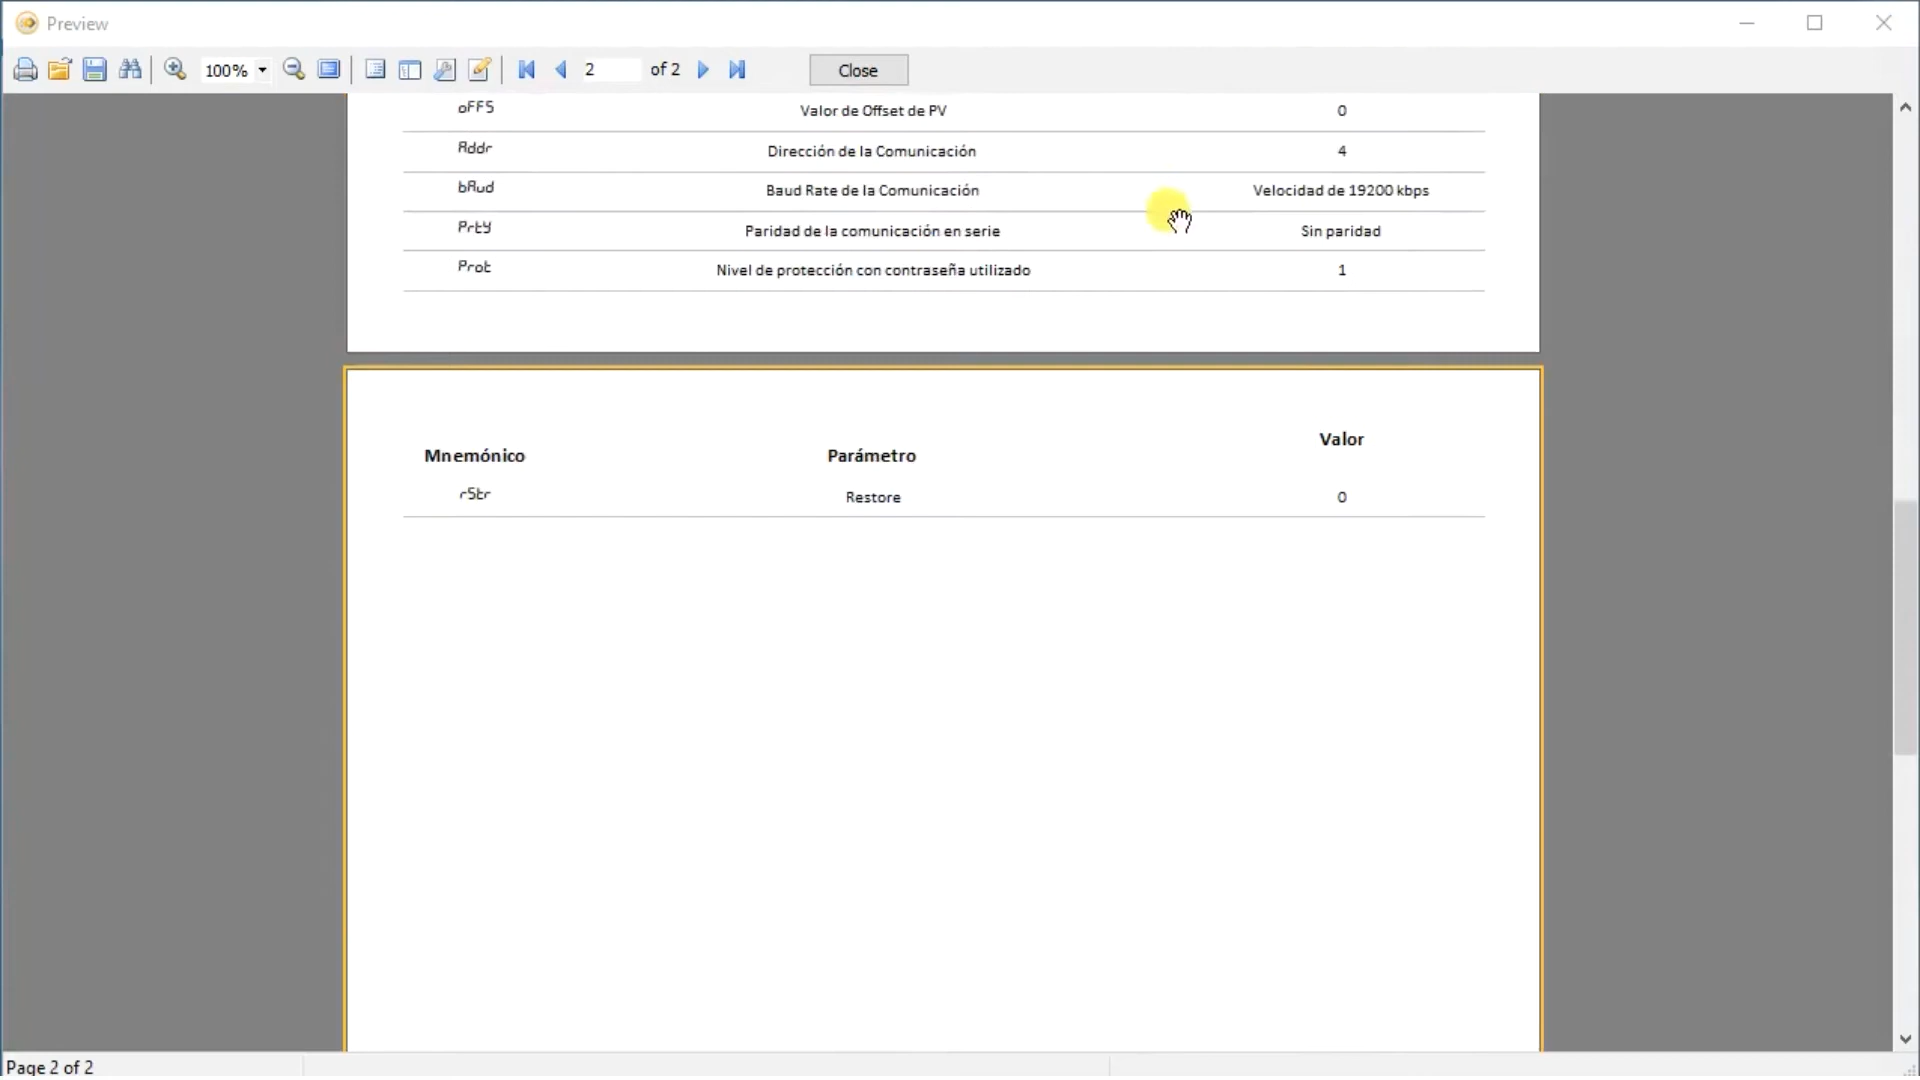 Preview
100% 2 of 2 Close
oFFS Valor de Offset de PV 0
Addr Dirección de la Comunicación 4
bAud Baud Rate de la Comunicación Velocidad de 19200 kbps
Prty Paridad de la comunicación en serie Sin paridad
Prot Nivel de protección con contraseña utilizado 1
Mnemónico Parámetro Valor
rStr Restore 0
Page 2 of 2